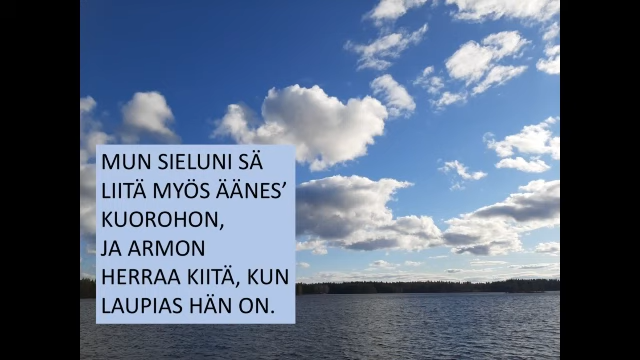 MUN SIELUNI SÄ
LIITÄ MYÖS ÄÄNES’
KUOROHON,
JA ARMON
HERRAA KIITÄ, KUN
LAUPIAS HÄN ON.